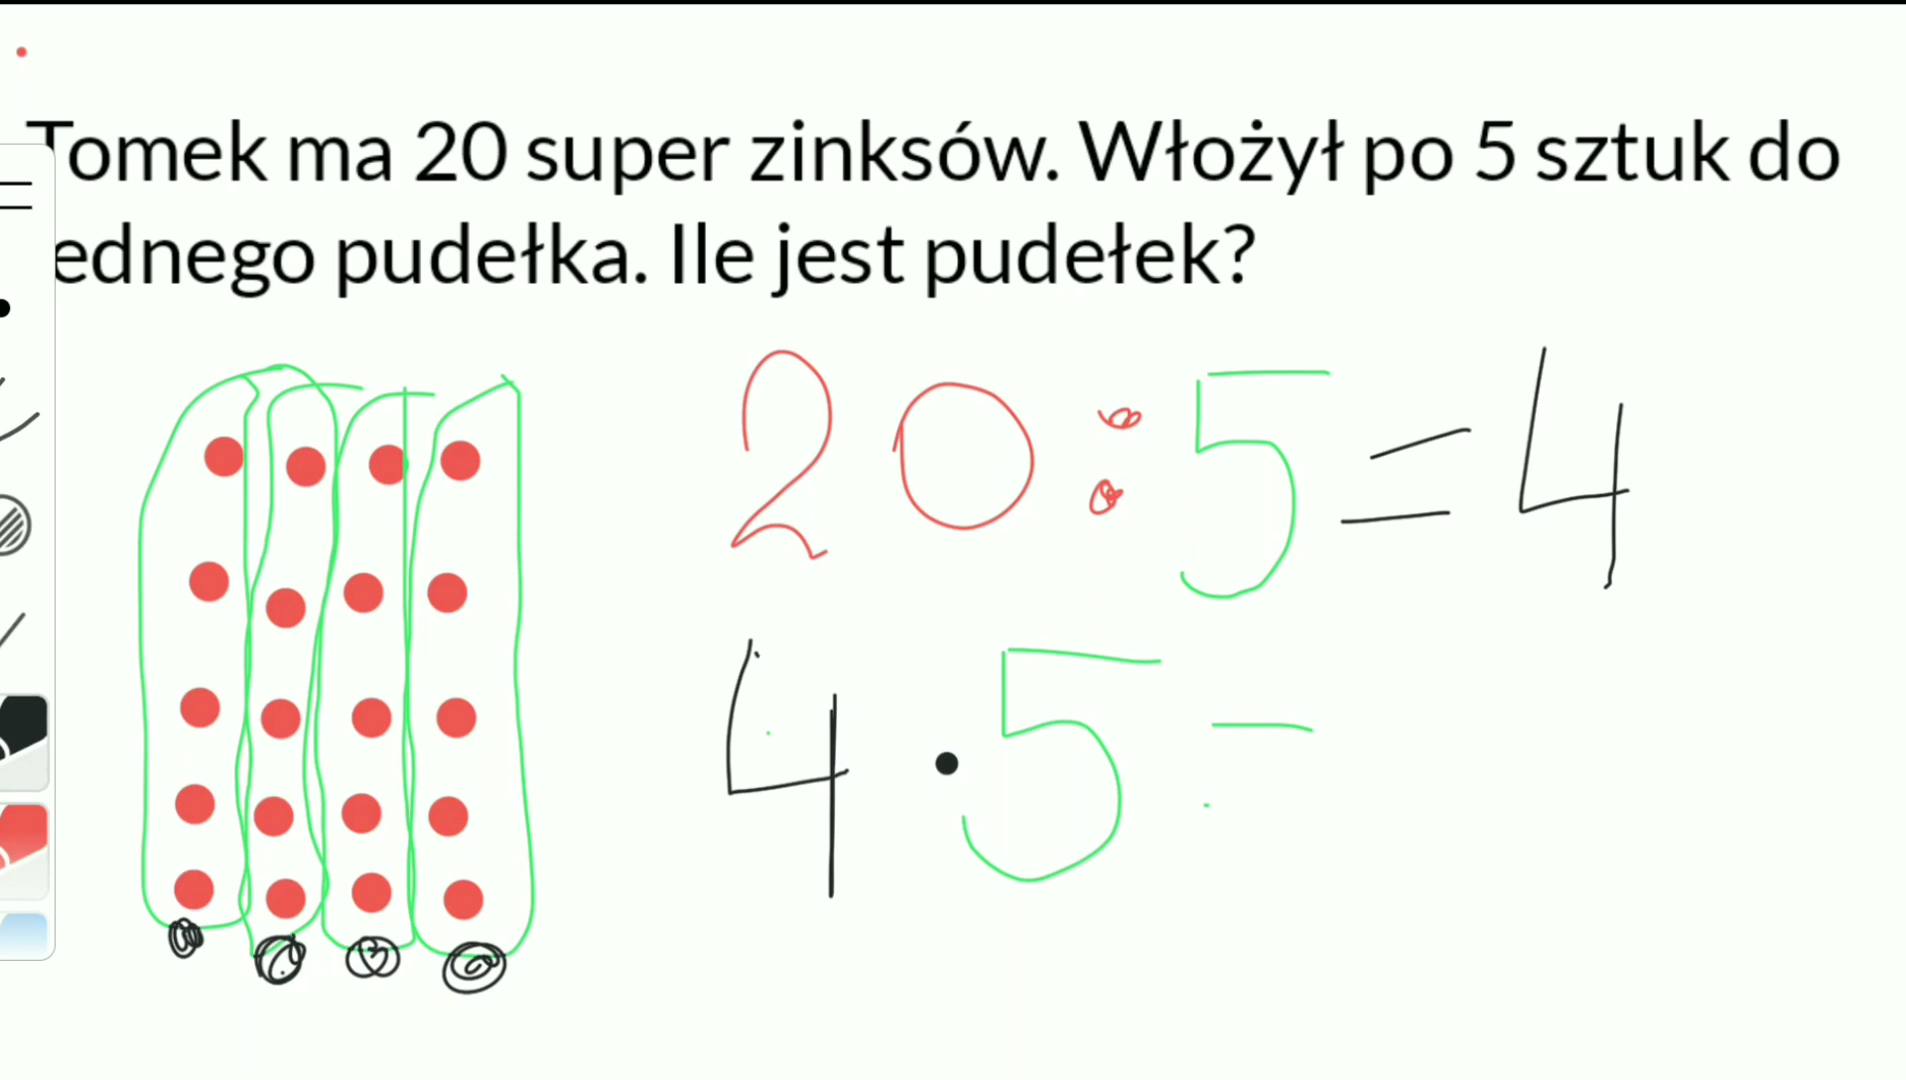 Tomek ma 20 super zinksów. Włożył po 5 sztuk do
ednego pudełka. Ile jest pudełek?
20 : 5 = 4
4 · 5 =